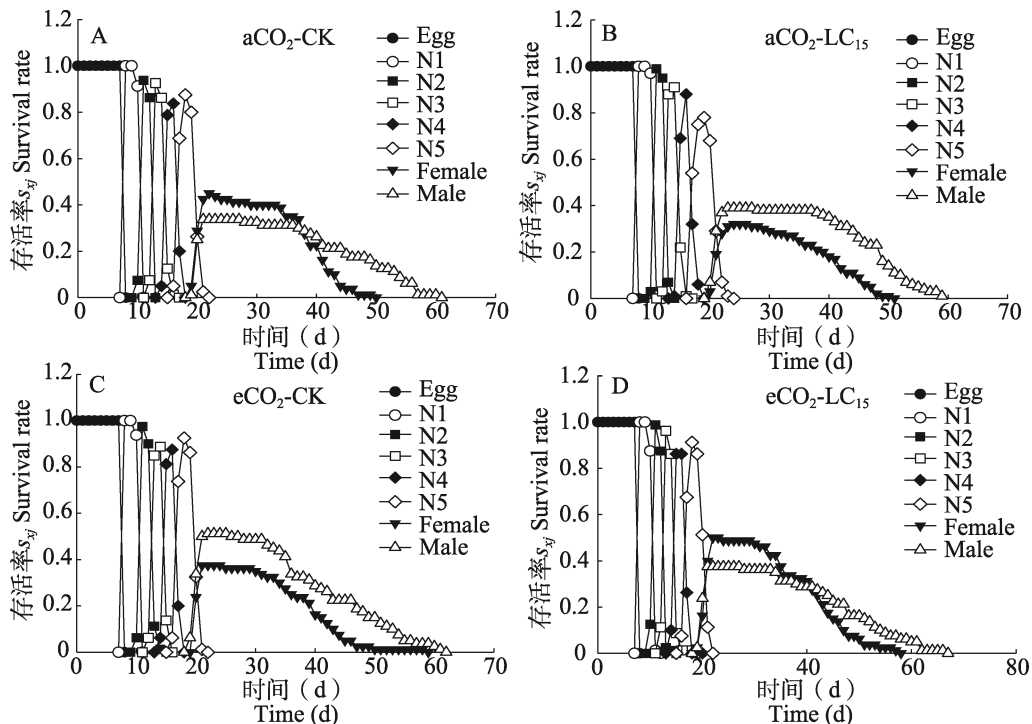 A
aCO₂-CK
Egg
N1
N2
N3
N4
N5
Female
Male
1.2
1.0
0.8
0.6
0.4
0.2
0
存活率sxj Survival rate
0 10 20 30 40 50 60 70
时间（d）
Time (d)
B
aCO₂-LC₁₅
Egg
N1
N2
N3
N4
N5
Female
Male
1.2
1.0
0.8
0.6
0.4
0.2
0
存活率sxj Survival rate
0 10 20 30 40 50 60 70
时间（d）
Time (d)
C
eCO₂-CK
Egg
N1
N2
N3
N4
N5
Female
Male
1.2
1.0
0.8
0.6
0.4
0.2
0
存活率sxj Survival rate
0 10 20 30 40 50 60 70
时间（d）
Time (d)
D
eCO₂-LC₁₅
Egg
N1
N2
N3
N4
N5
Female
Male
1.2
1.0
0.8
0.6
0.4
0.2
0
存活率sxj Survival rate
0 20 40 60 80
时间（d）
Time (d)